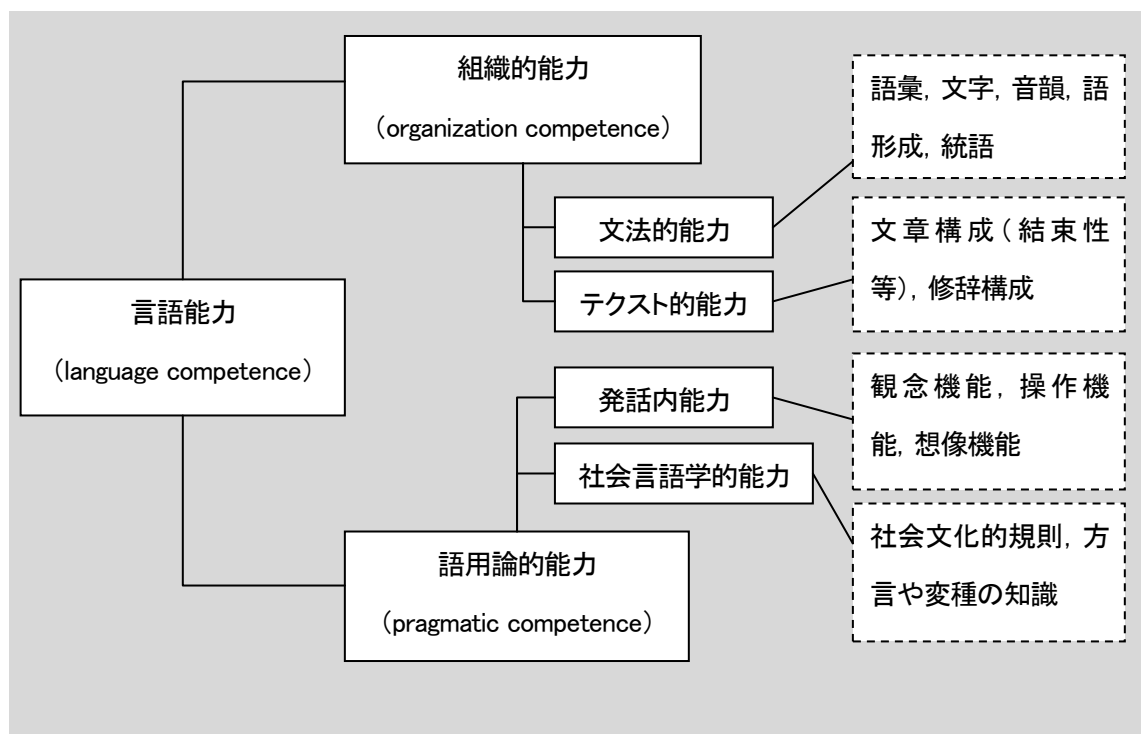 組織的能力
（organization competence）
語彙，文字，音韻，語
形成，統語
文法的能力
文章構成（結束性
等），修辞構成
テクスト的能力
言語能力
（language competence）
発話内能力
観念機能，操作機
能，想像機能
社会言語学的能力
社会文化的規則，方
言や変種の知識
語用論的能力
（pragmatic competence）